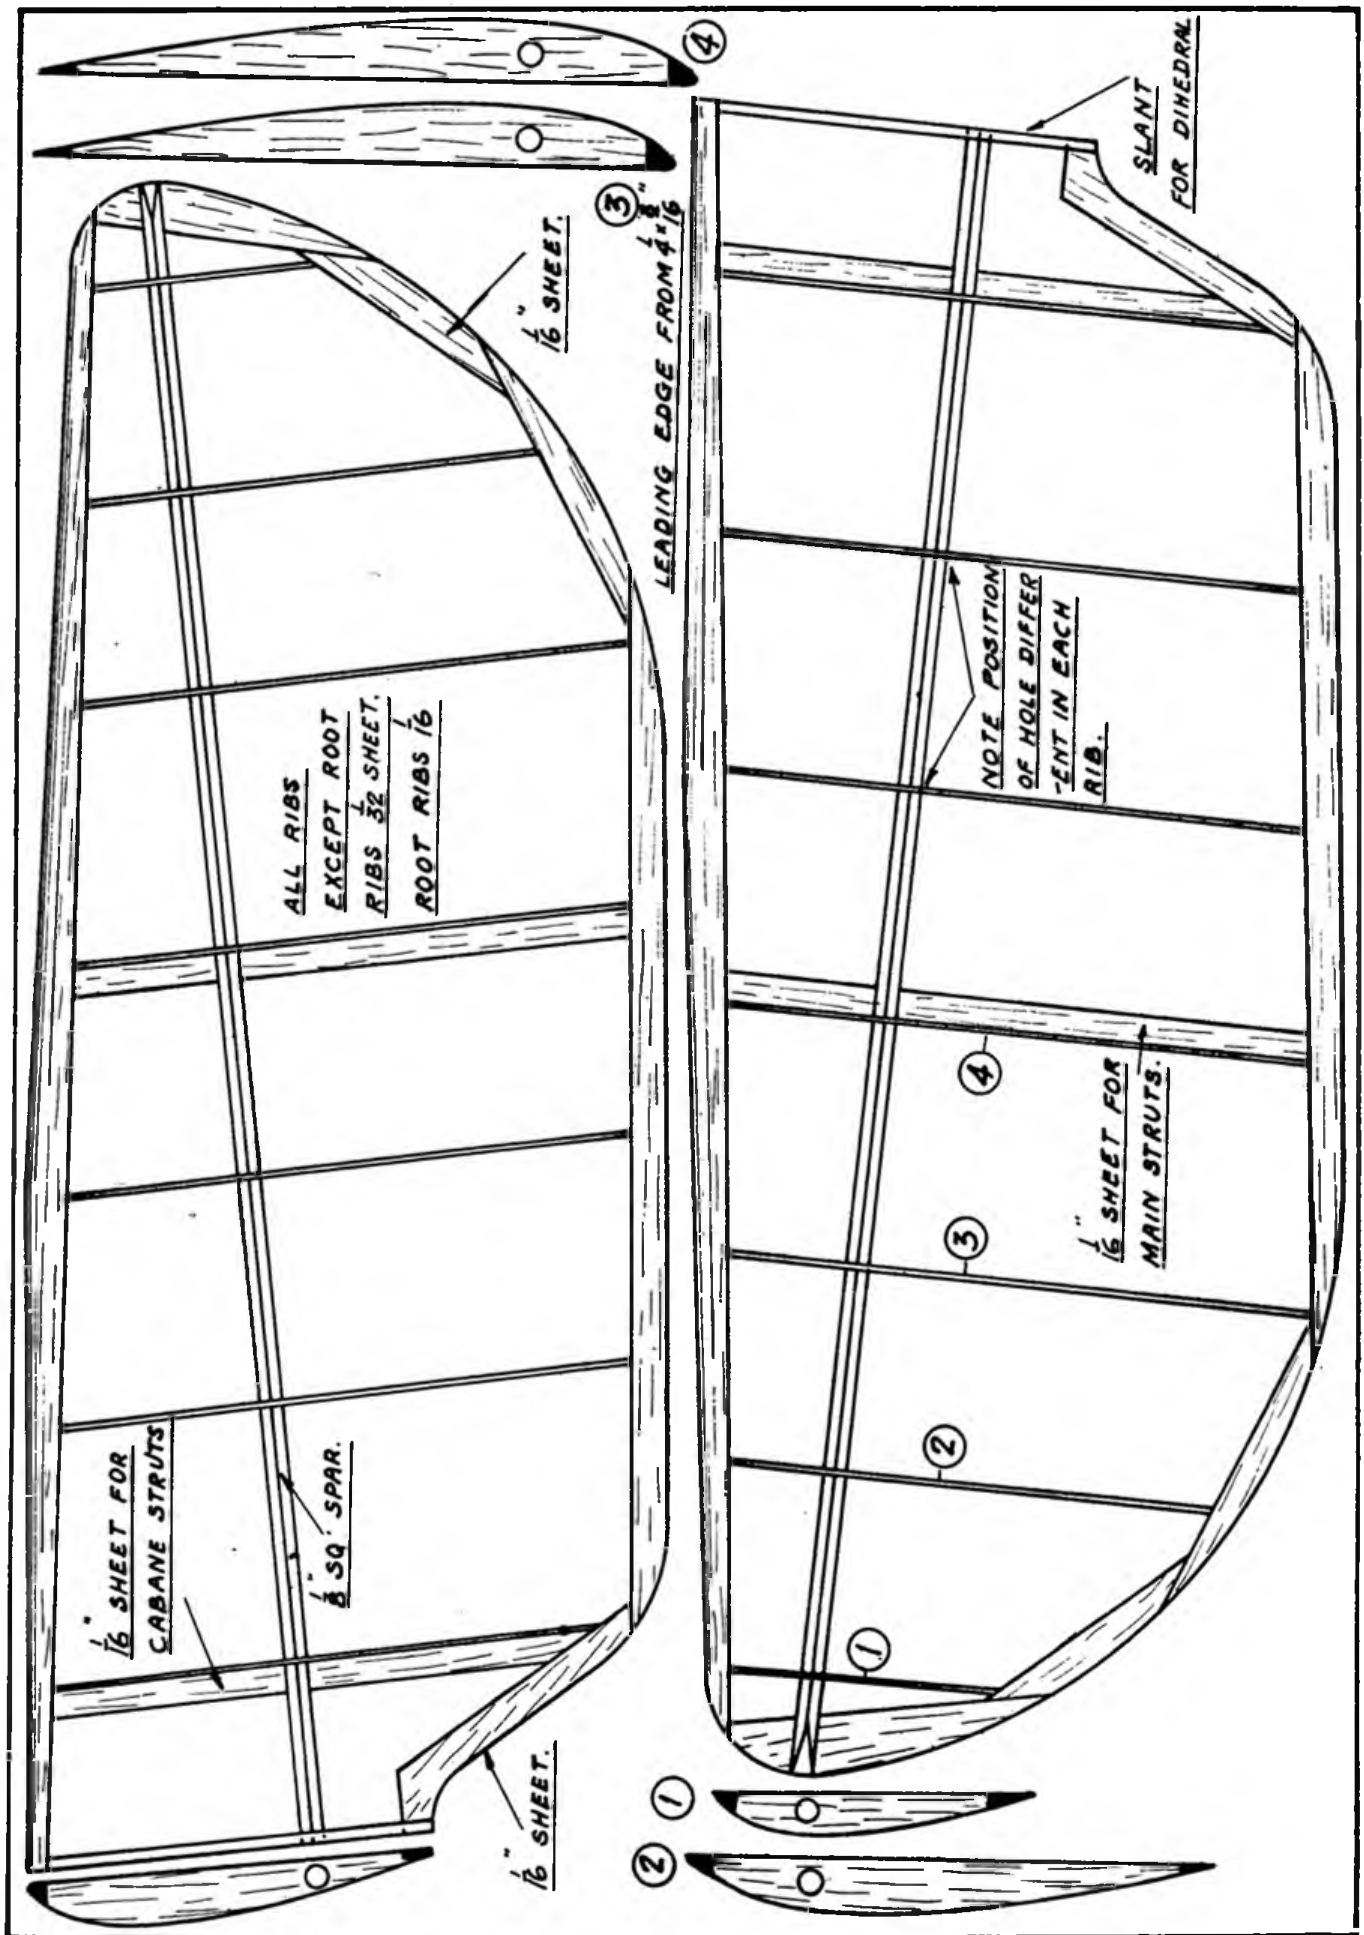 1/16" SHEET FOR
CABANE STRUTS
1/8" SQ. SPAR.
1/16" SHEET.
ALL RIBS
EXCEPT ROOT
RIBS 1/32 SHEET.
ROOT RIBS 1/16
1/16" SHEET.
3
4
LEADING EDGE FROM 1/4 x
1
2
1
2
3
4
1/16" SHEET FOR
MAIN STRUTS.
NOTE POSITION
OF HOLE DIFFER
-ENT IN EACH
RIB.
SLANT
FOR DIHEDRAL